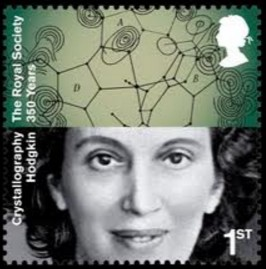 The Royal Society
350 Years
A
B
D
Crystallography
Hodgkin
1ST